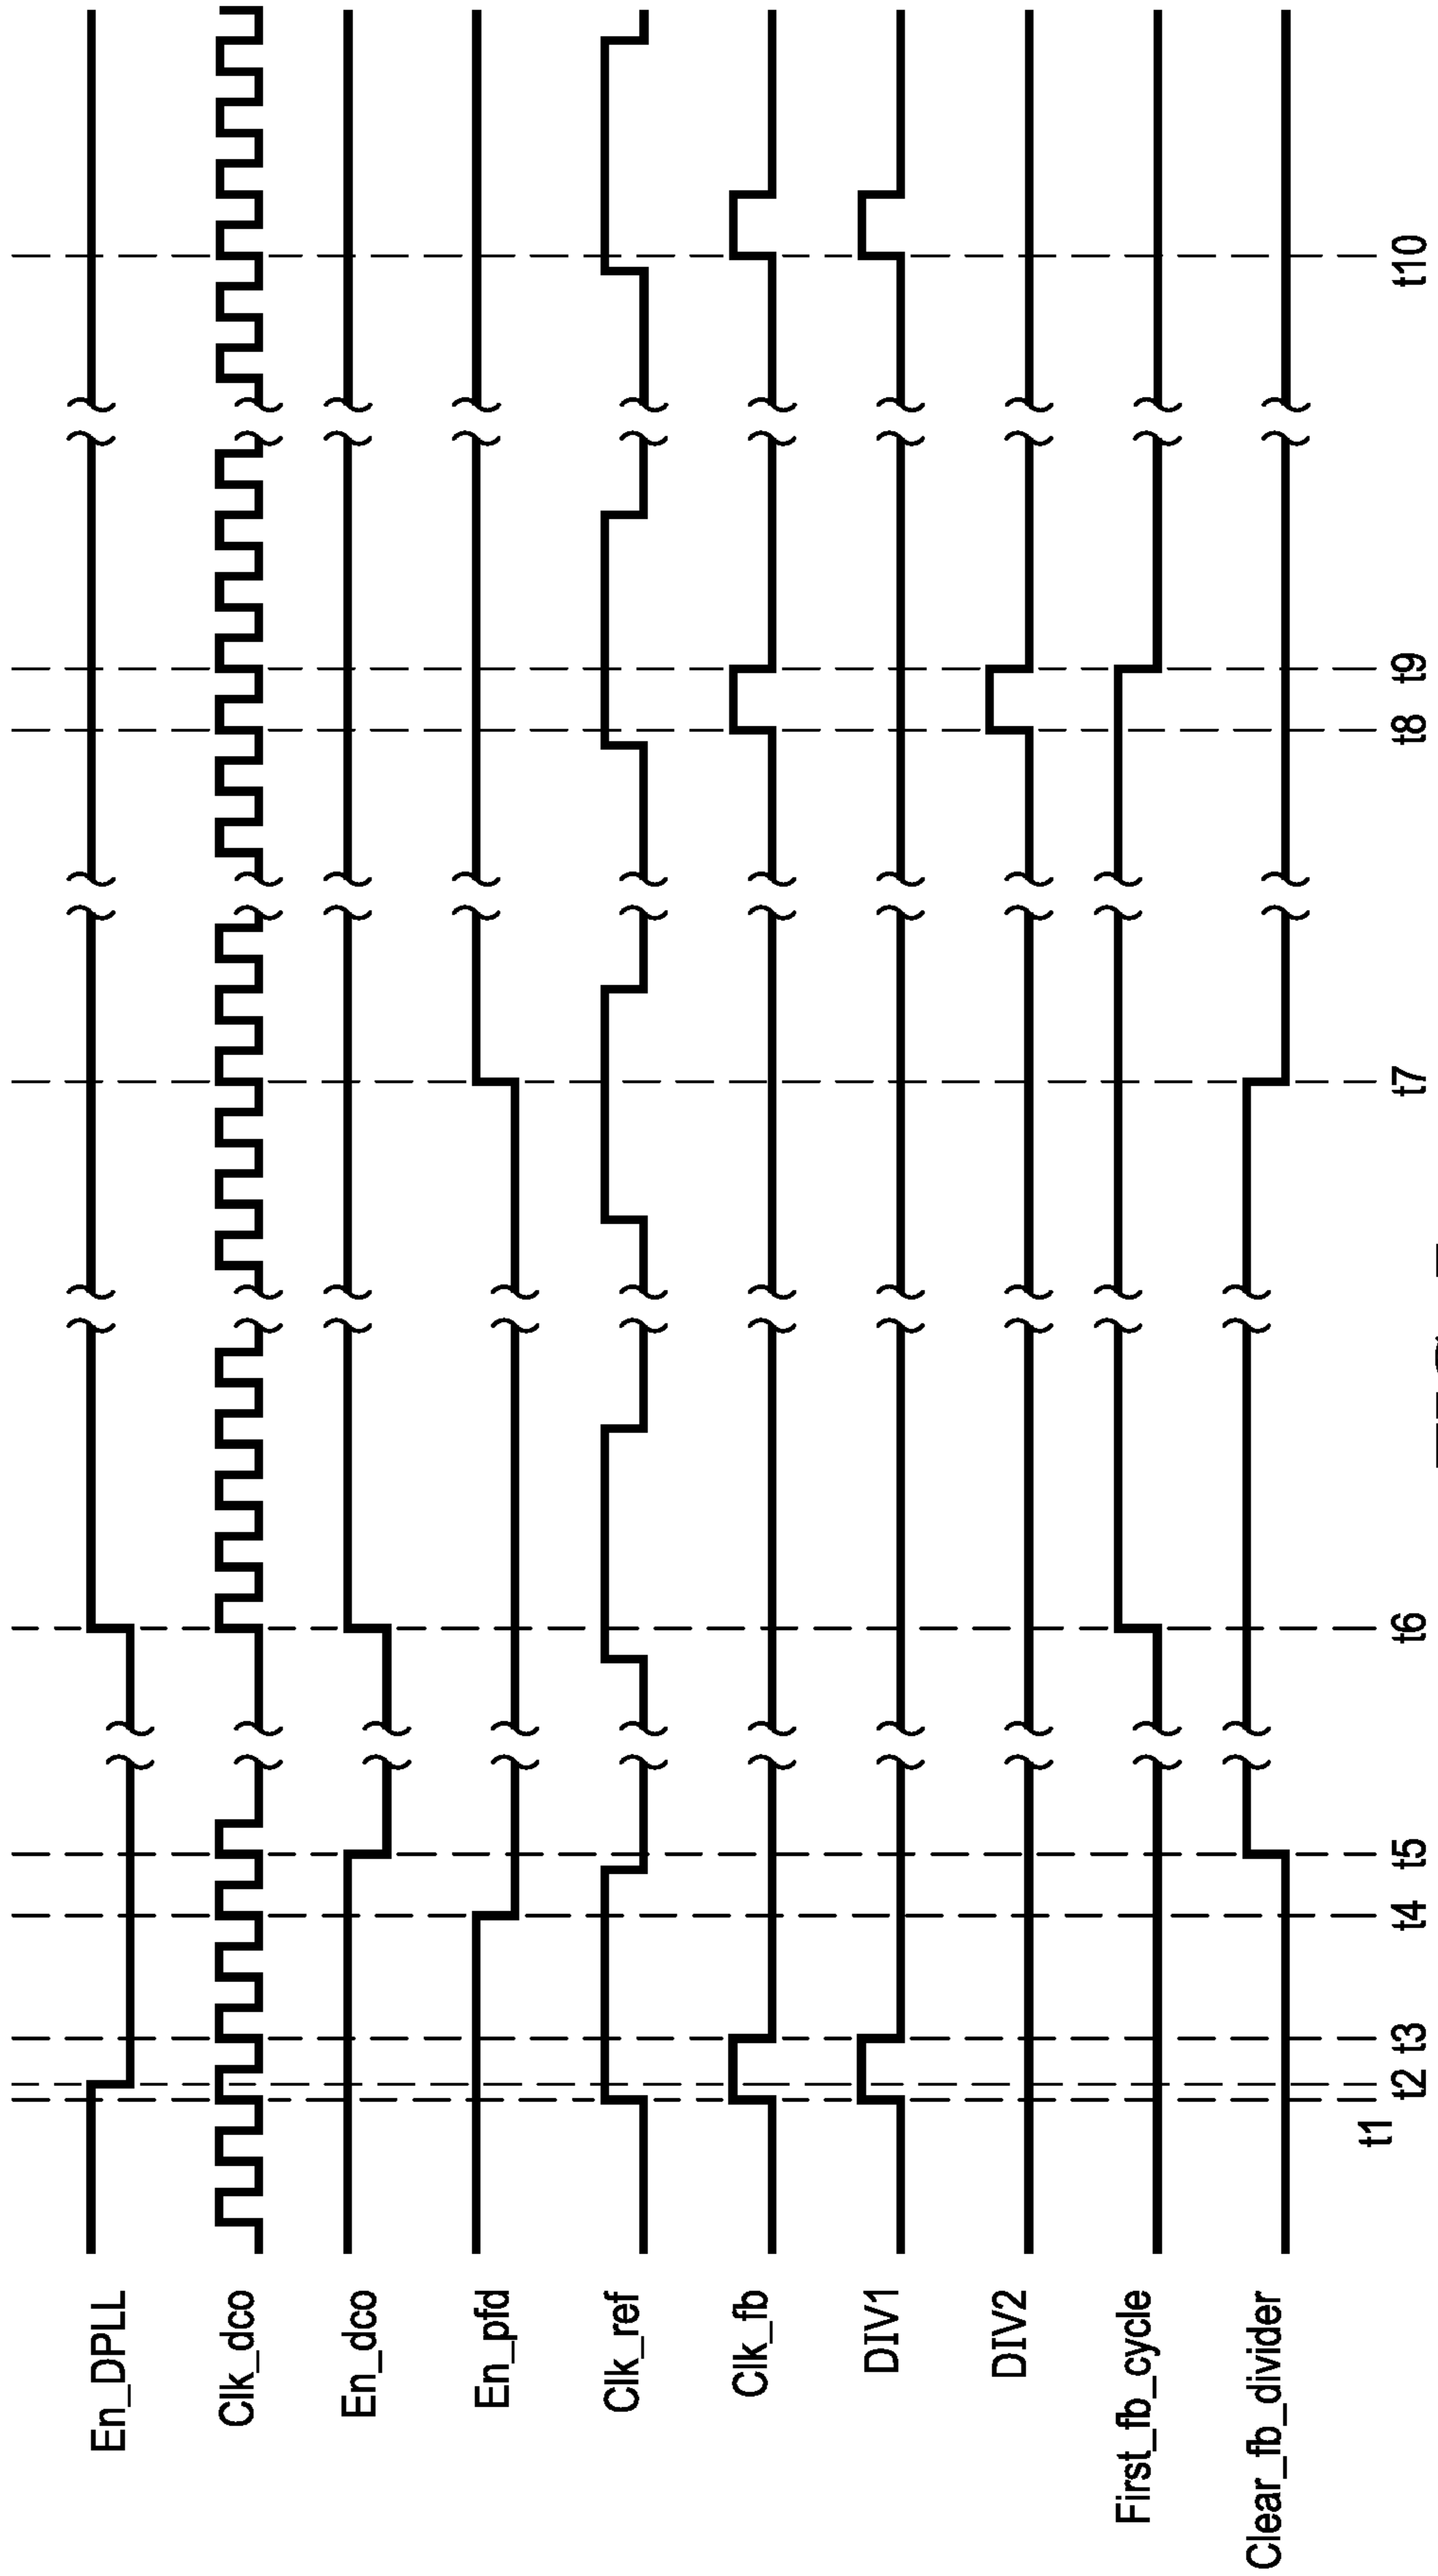 En_DPLL
Clk_dco
En_dco
En_pfd
Clk_ref
Clk_fb
DIV1
DIV2
First_fb_cycle
Clear_fb_divider
t1
t2
t3
t4
t5
t6
t7
t8
t9
t10